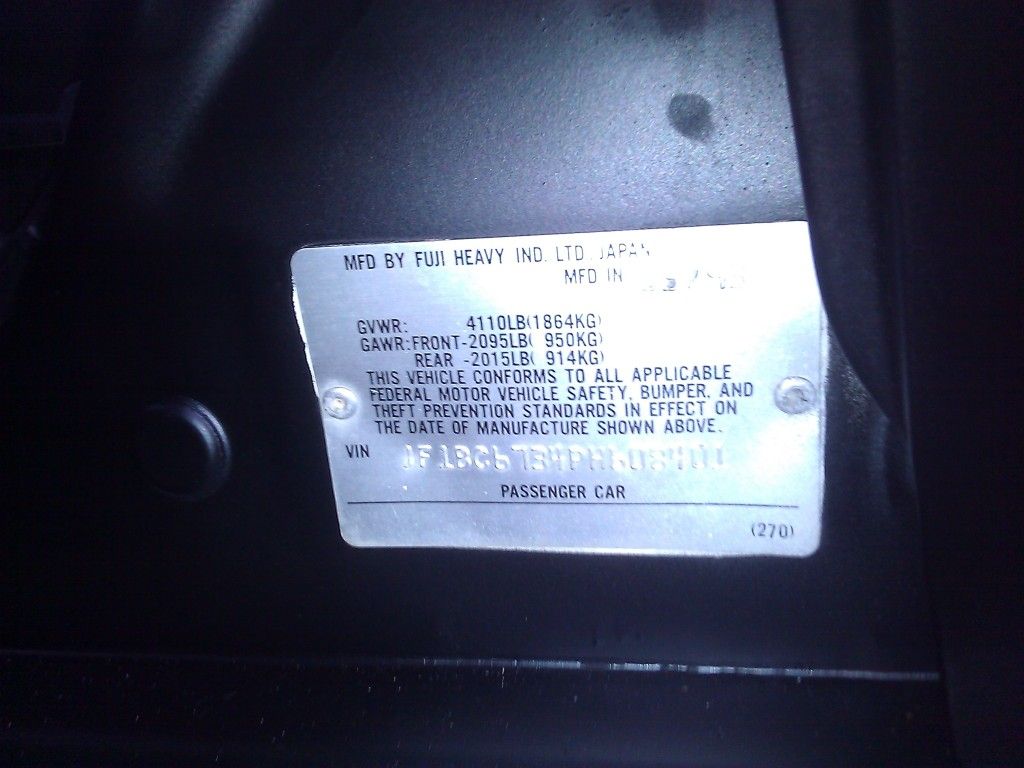 MFD BY FUJI HEAVY IND. LTD. JAPAN
MFD IN
GVWR: 4110LB(1864KG)
GAWR:FRONT-2095LB( 950KG)
REAR -2015LB( 914KG)
THIS VEHICLE CONFORMS TO ALL APPLICABLE
FEDERAL MOTOR VEHICLE SAFETY, BUMPER, AND
THEFT PREVENTION STANDARDS IN EFFECT ON
THE DATE OF MANUFACTURE SHOWN ABOVE.
VIN
PASSENGER CAR
(270)